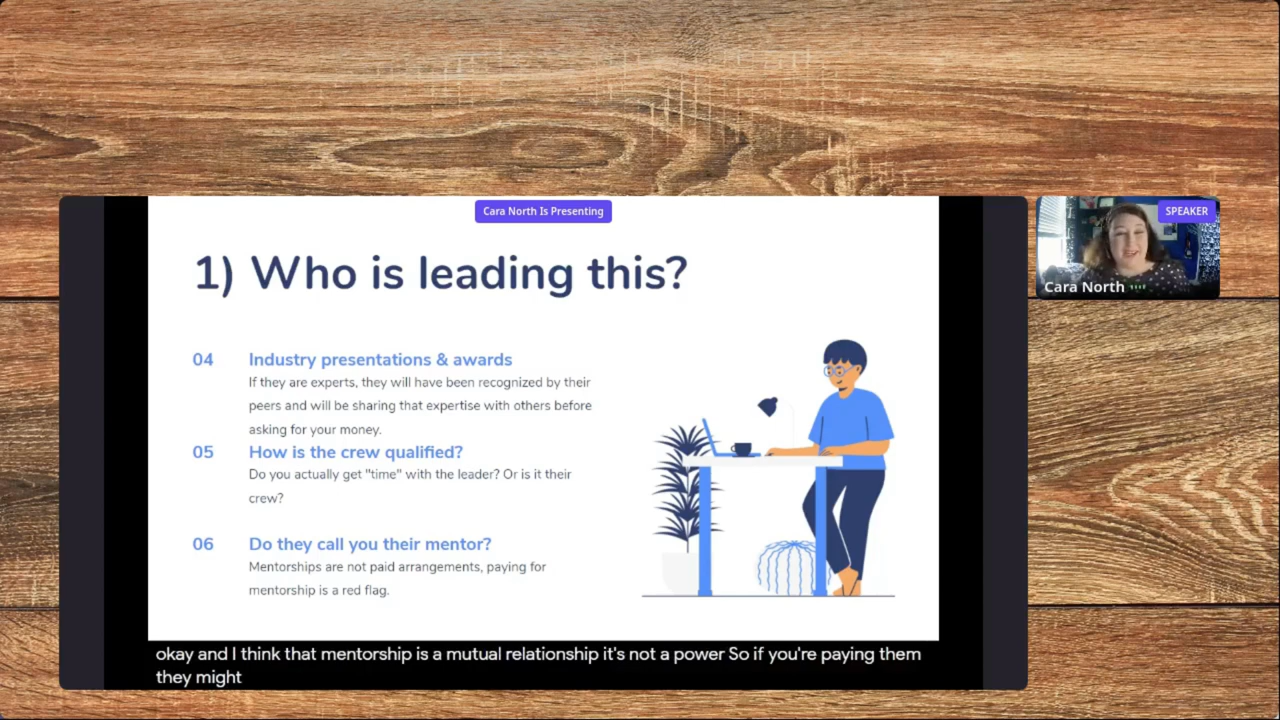 Cara North Is Presenting
1) Who is leading this?
04 Industry presentations & awards
If they are experts, they will have been recognized by their
peers and will be sharing that expertise with others before
asking for your money.
05 How is the crew qualified?
Do you actually get "time" with the leader? Or is it their
crew?
06 Do they call you their mentor?
Mentorships are not paid arrangements, paying for
mentorship is a red flag.
okay and I think that mentorship is a mutual relationship it's not a power So if you're paying them
they might
SPEAKER
Cara North